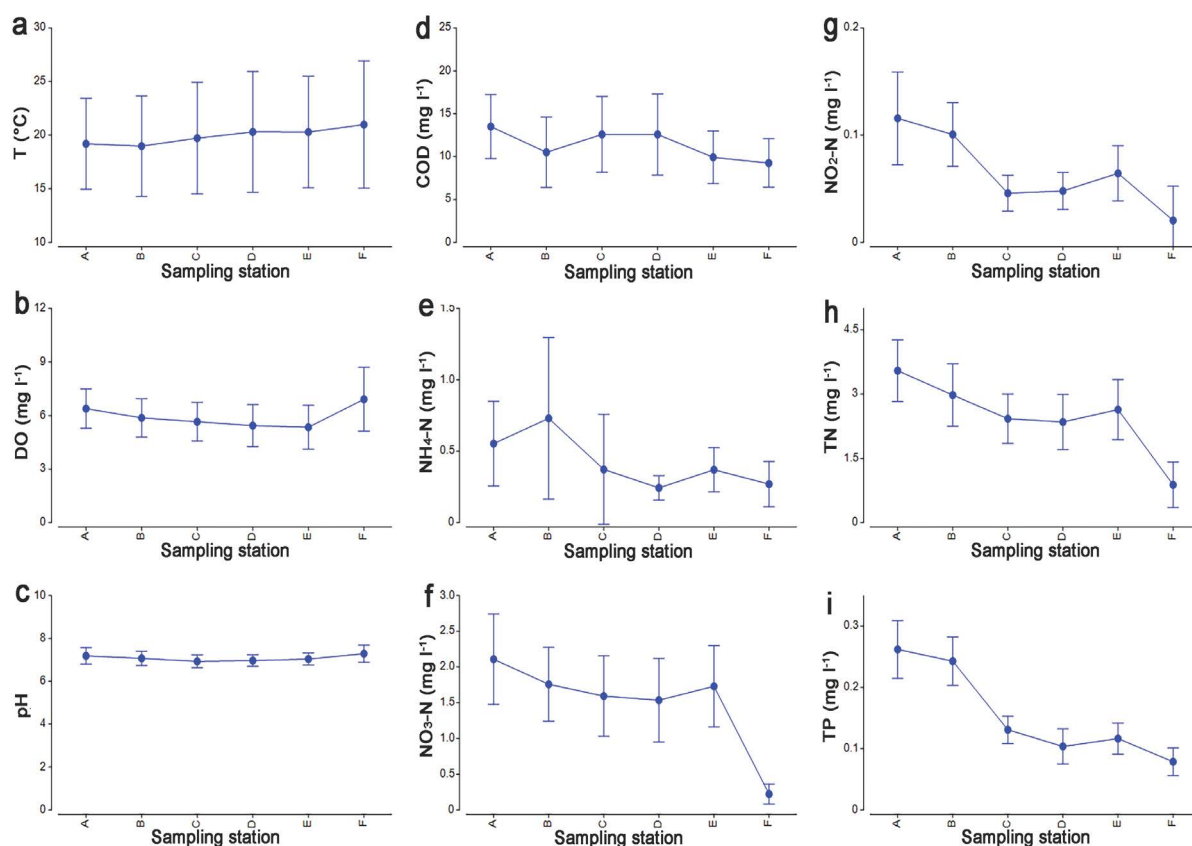 a
T (°C)
30
25
20
15
10
A B C D E F
Sampling station
b
DO (mg l⁻¹)
12
9
6
3
0
A B C D E F
Sampling station
c
pH
10
8
6
4
2
0
A B C D E F
Sampling station
d
COD (mg l⁻¹)
25
20
15
10
5
0
A B C D E F
Sampling station
e
NH₄-N (mg l⁻¹)
1.5
1.0
0.5
0
A B C D E F
Sampling station
f
NO₃-N (mg l⁻¹)
3.0
2.5
2.0
1.5
1.0
0.5
0
A B C D E F
Sampling station
g
NO₂-N (mg l⁻¹)
0.2
0.1
0
A B C D E F
Sampling station
h
TN (mg l⁻¹)
4.5
3
1.5
0
A B C D E F
Sampling station
i
TP (mg l⁻¹)
0.3
0.2
0.1
0
A B C D E F
Sampling station